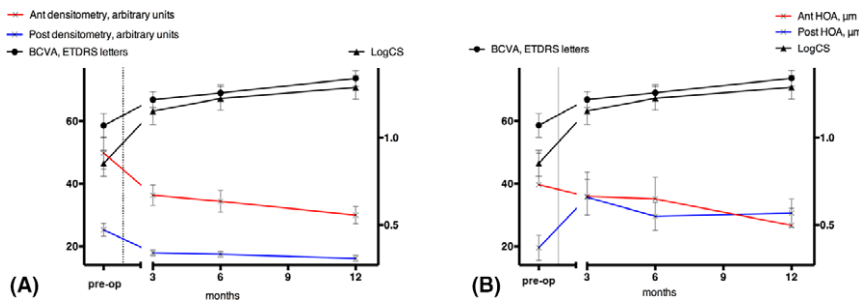 Ant densitometry, arbitrary units
Post densitometry, arbitrary units
BCVA, ETDRS letters
LogCS
60
40
20
1.0
0.5
pre-op
3
6
9
12
months
(A)
Ant HOA, µm
Post HOA, µm
BCVA, ETDRS letters
LogCS
60
40
20
1.0
0.5
pre-op
3
6
9
12
months
(B)